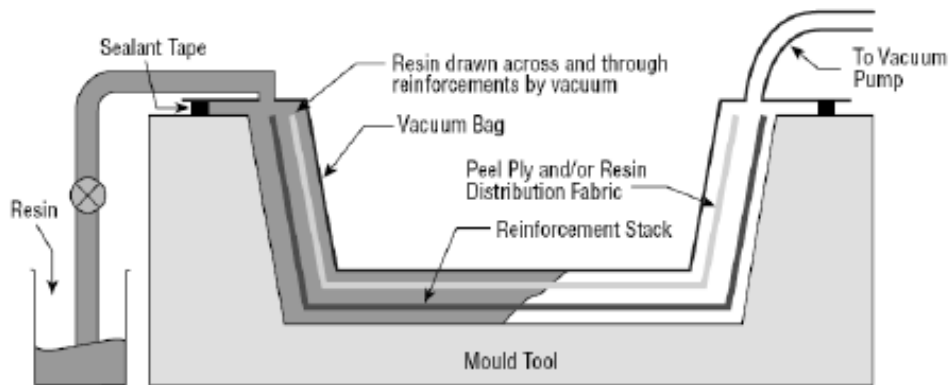 Sealant Tape
Resin drawn across and through
reinforcements by vacuum
To Vacuum
Pump
Vacuum Bag
Peel Ply and/or Resin
Distribution Fabric
Resin
Reinforcement Stack
Mould Tool